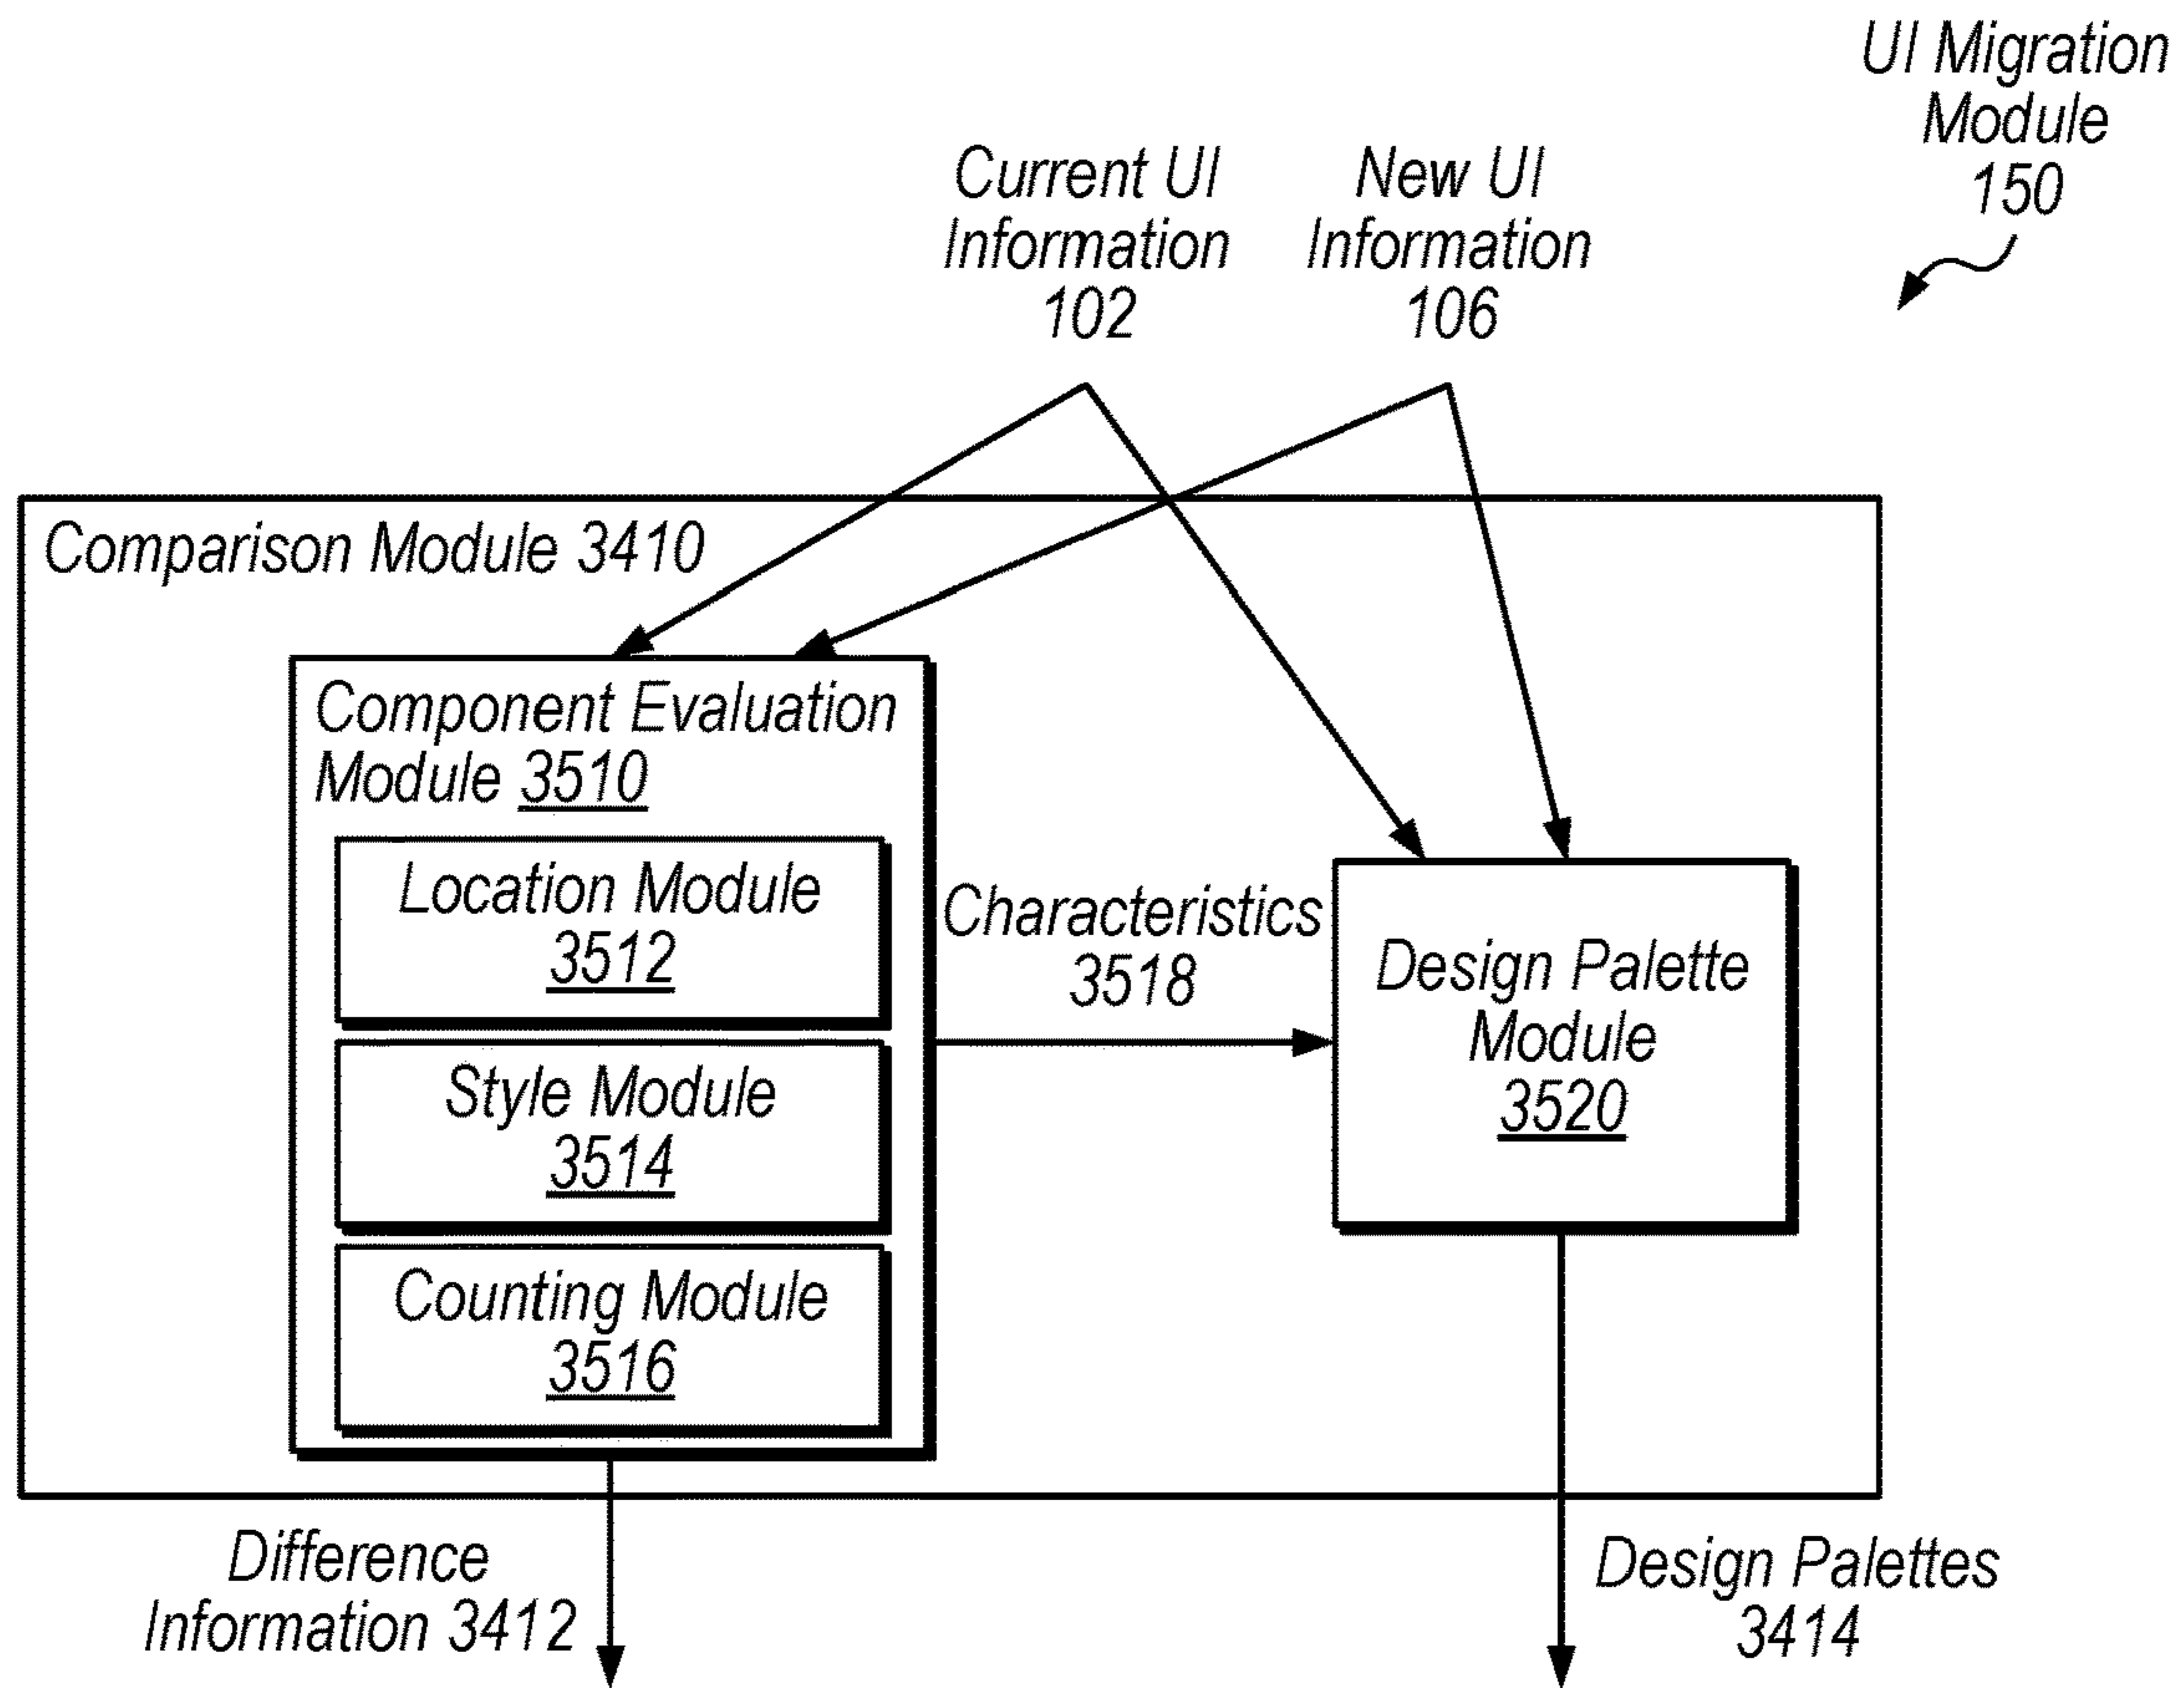 UI Migration
Module
150
Current UI
Information
102
New UI
Information
106
Comparison Module 3410
Component Evaluation
Module 3510
Location Module
3512
Style Module
3514
Counting Module
3516
Characteristics
3518
Design Palette
Module
3520
Difference
Information 3412
Design Palettes
3414